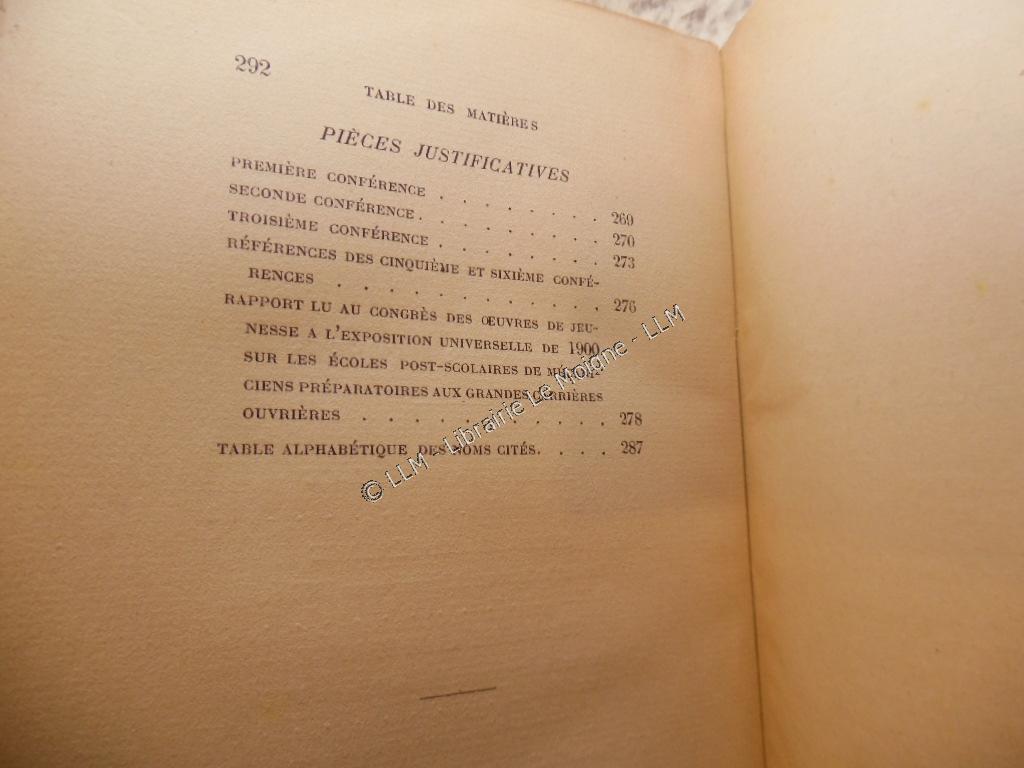 292
TABLE DES MATIÈRES
PIÈCES JUSTIFICATIVES
PREMIÈRE CONFÉRENCE . . . . . . . . 269
SECONDE CONFÉRENCE . . . . . . . . 270
TROISIÈME CONFÉRENCE . . . . . . . 273
RÉFÉRENCES DES CINQUIÈME ET SIXIÈME CONFÉ-
RENCES . . . . . . . . . . . 276
RAPPORT LU AU CONGRÈS DES ŒUVRES DE JEU-
NESSE A L'EXPOSITION UNIVERSELLE DE 1900
SUR LES ÉCOLES POST-SCOLAIRES DE
CIENS PRÉPARATOIRES AUX GRANDES CARRIÈRES
OUVRIÈRES . . . . . . . . . . 278
TABLE ALPHABÉTIQUE DES NOMS CITÉS. . . . 287
© LLM - Librairie Le Moigne - LLM